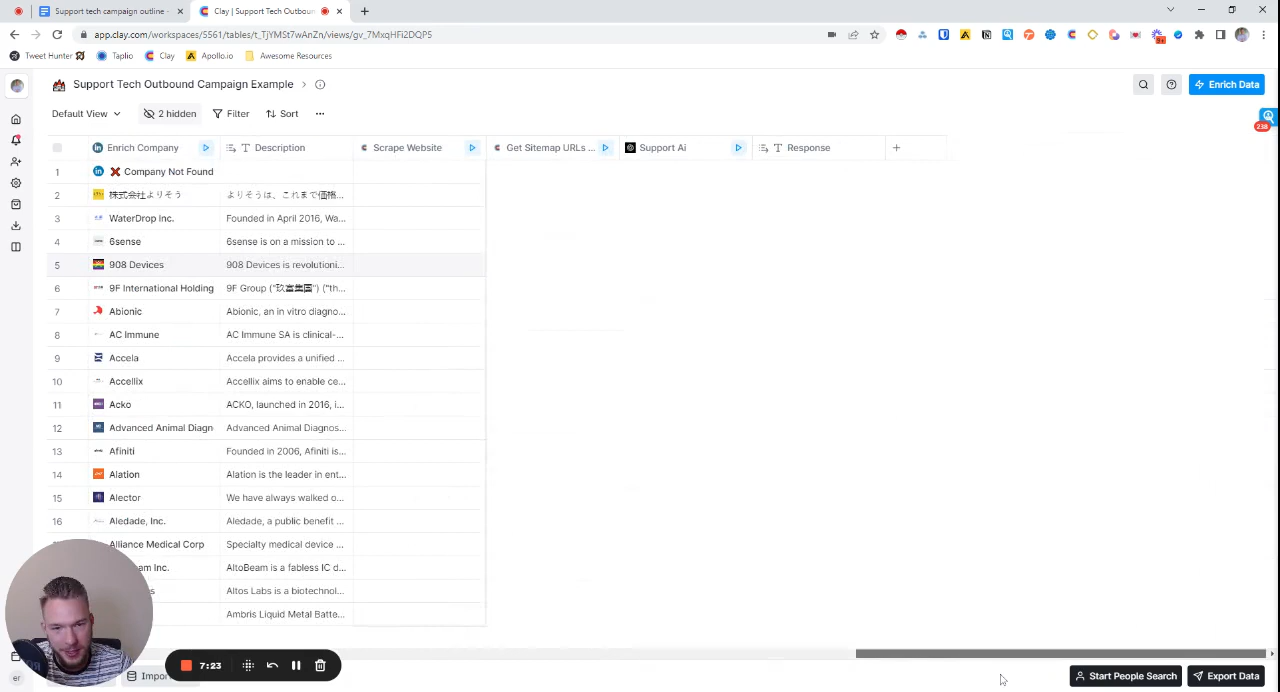 Support tech campaign outline -
Clay | Support Tech Outboun
app.clay.com/workspaces/5561/tables/t_TjYMSt7wAnZn/views/gv_7MxqHFi2DQP5
Tweet Hunter
Taplio
Clay
Apollo.io
Awesome Resources
Support Tech Outbound Campaign Example
Enrich Data
Default View
2 hidden
Filter
Sort
238
Enrich Company
Description
Scrape Website
Get Sitemap URLs ...
Support Ai
Response
1 Company Not Found
2 株式会社よりそう よりそうは、これまで価格...
3 WaterDrop Inc. Founded in April 2016, Wa...
4 6sense 6sense is on a mission to ...
5 908 Devices 908 Devices is revolutioni...
6 9F International Holding 9F Group ("玖富集团") ("th...
7 Abionic Abionic, an in vitro diagno...
8 AC Immune AC Immune SA is clinical-...
9 Accela Accela provides a unified ...
10 Accellix Accellix aims to enable ce...
11 Acko ACKO, launched in 2016, i...
12 Advanced Animal Diagn Advanced Animal Diagnos...
13 Afiniti Founded in 2006, Afiniti is...
14 Alation Alation is the leader in ent...
15 Alector We have always walked o...
16 Aledade, Inc. Aledade, a public benefit ...
Alliance Medical Corp Specialty medical device ...
am Inc. AltoBeam is a fabless IC d...
s Altos Labs is a biotechnol...
Ambris Liquid Metal Batte...
7:23
er
Impor
Start People Search
Export Data